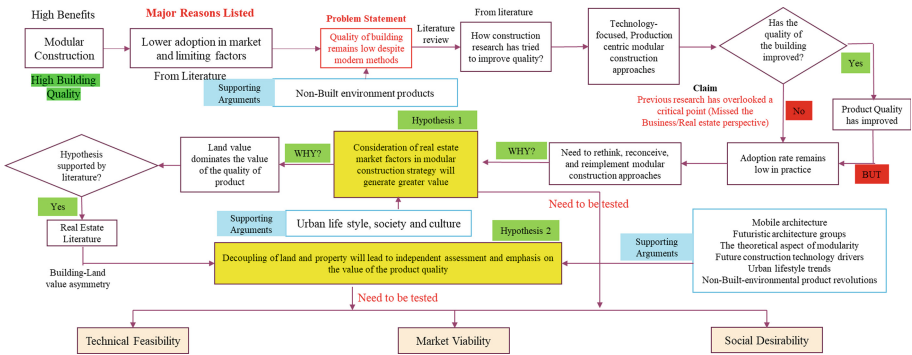 High Benefits
Modular
Construction
High Building
Quality
Major Reasons Listed
Lower adoption in market
and limiting factors
From Literature
Problem Statement
Quality of building
remains low despite
modern methods
Supporting
Arguments
Non-Built environment products
Literature
review
From literature
How construction
research has tried
to improve quality?
Technology-
focused, Production
centric modular
construction
approaches
Has the
quality of
the building
improved?
Yes
No
Product Quality
has improved
BUT
Claim
Previous research has overlooked a
critical point (Missed the
Business/Real estate perspective)
Adoption rate remains
low in practice
Need to rethink, reconceive,
and reimplement modular
construction approaches
WHY?
Hypothesis 1
Consideration of real estate
market factors in modular
construction strategy will
generate greater value
WHY?
Land value
dominates the value
of the quality of
product
Hypothesis
supported by
literature?
Yes
Real Estate
Literature
Building-Land
value asymmetry
Supporting
Arguments
Urban life style, society and culture
Need to be tested
Hypothesis 2
Decoupling of land and property will lead to independent assessment and emphasis on
the value of the product quality
Supporting
Arguments
Mobile architecture
Futuristic architecture groups
The theoretical aspect of modularity
Future construction technology drivers
Urban lifestyle trends
Non-Built-environmental product revolutions
Need to be tested
Technical Feasibility
Market Viability
Social Desirability